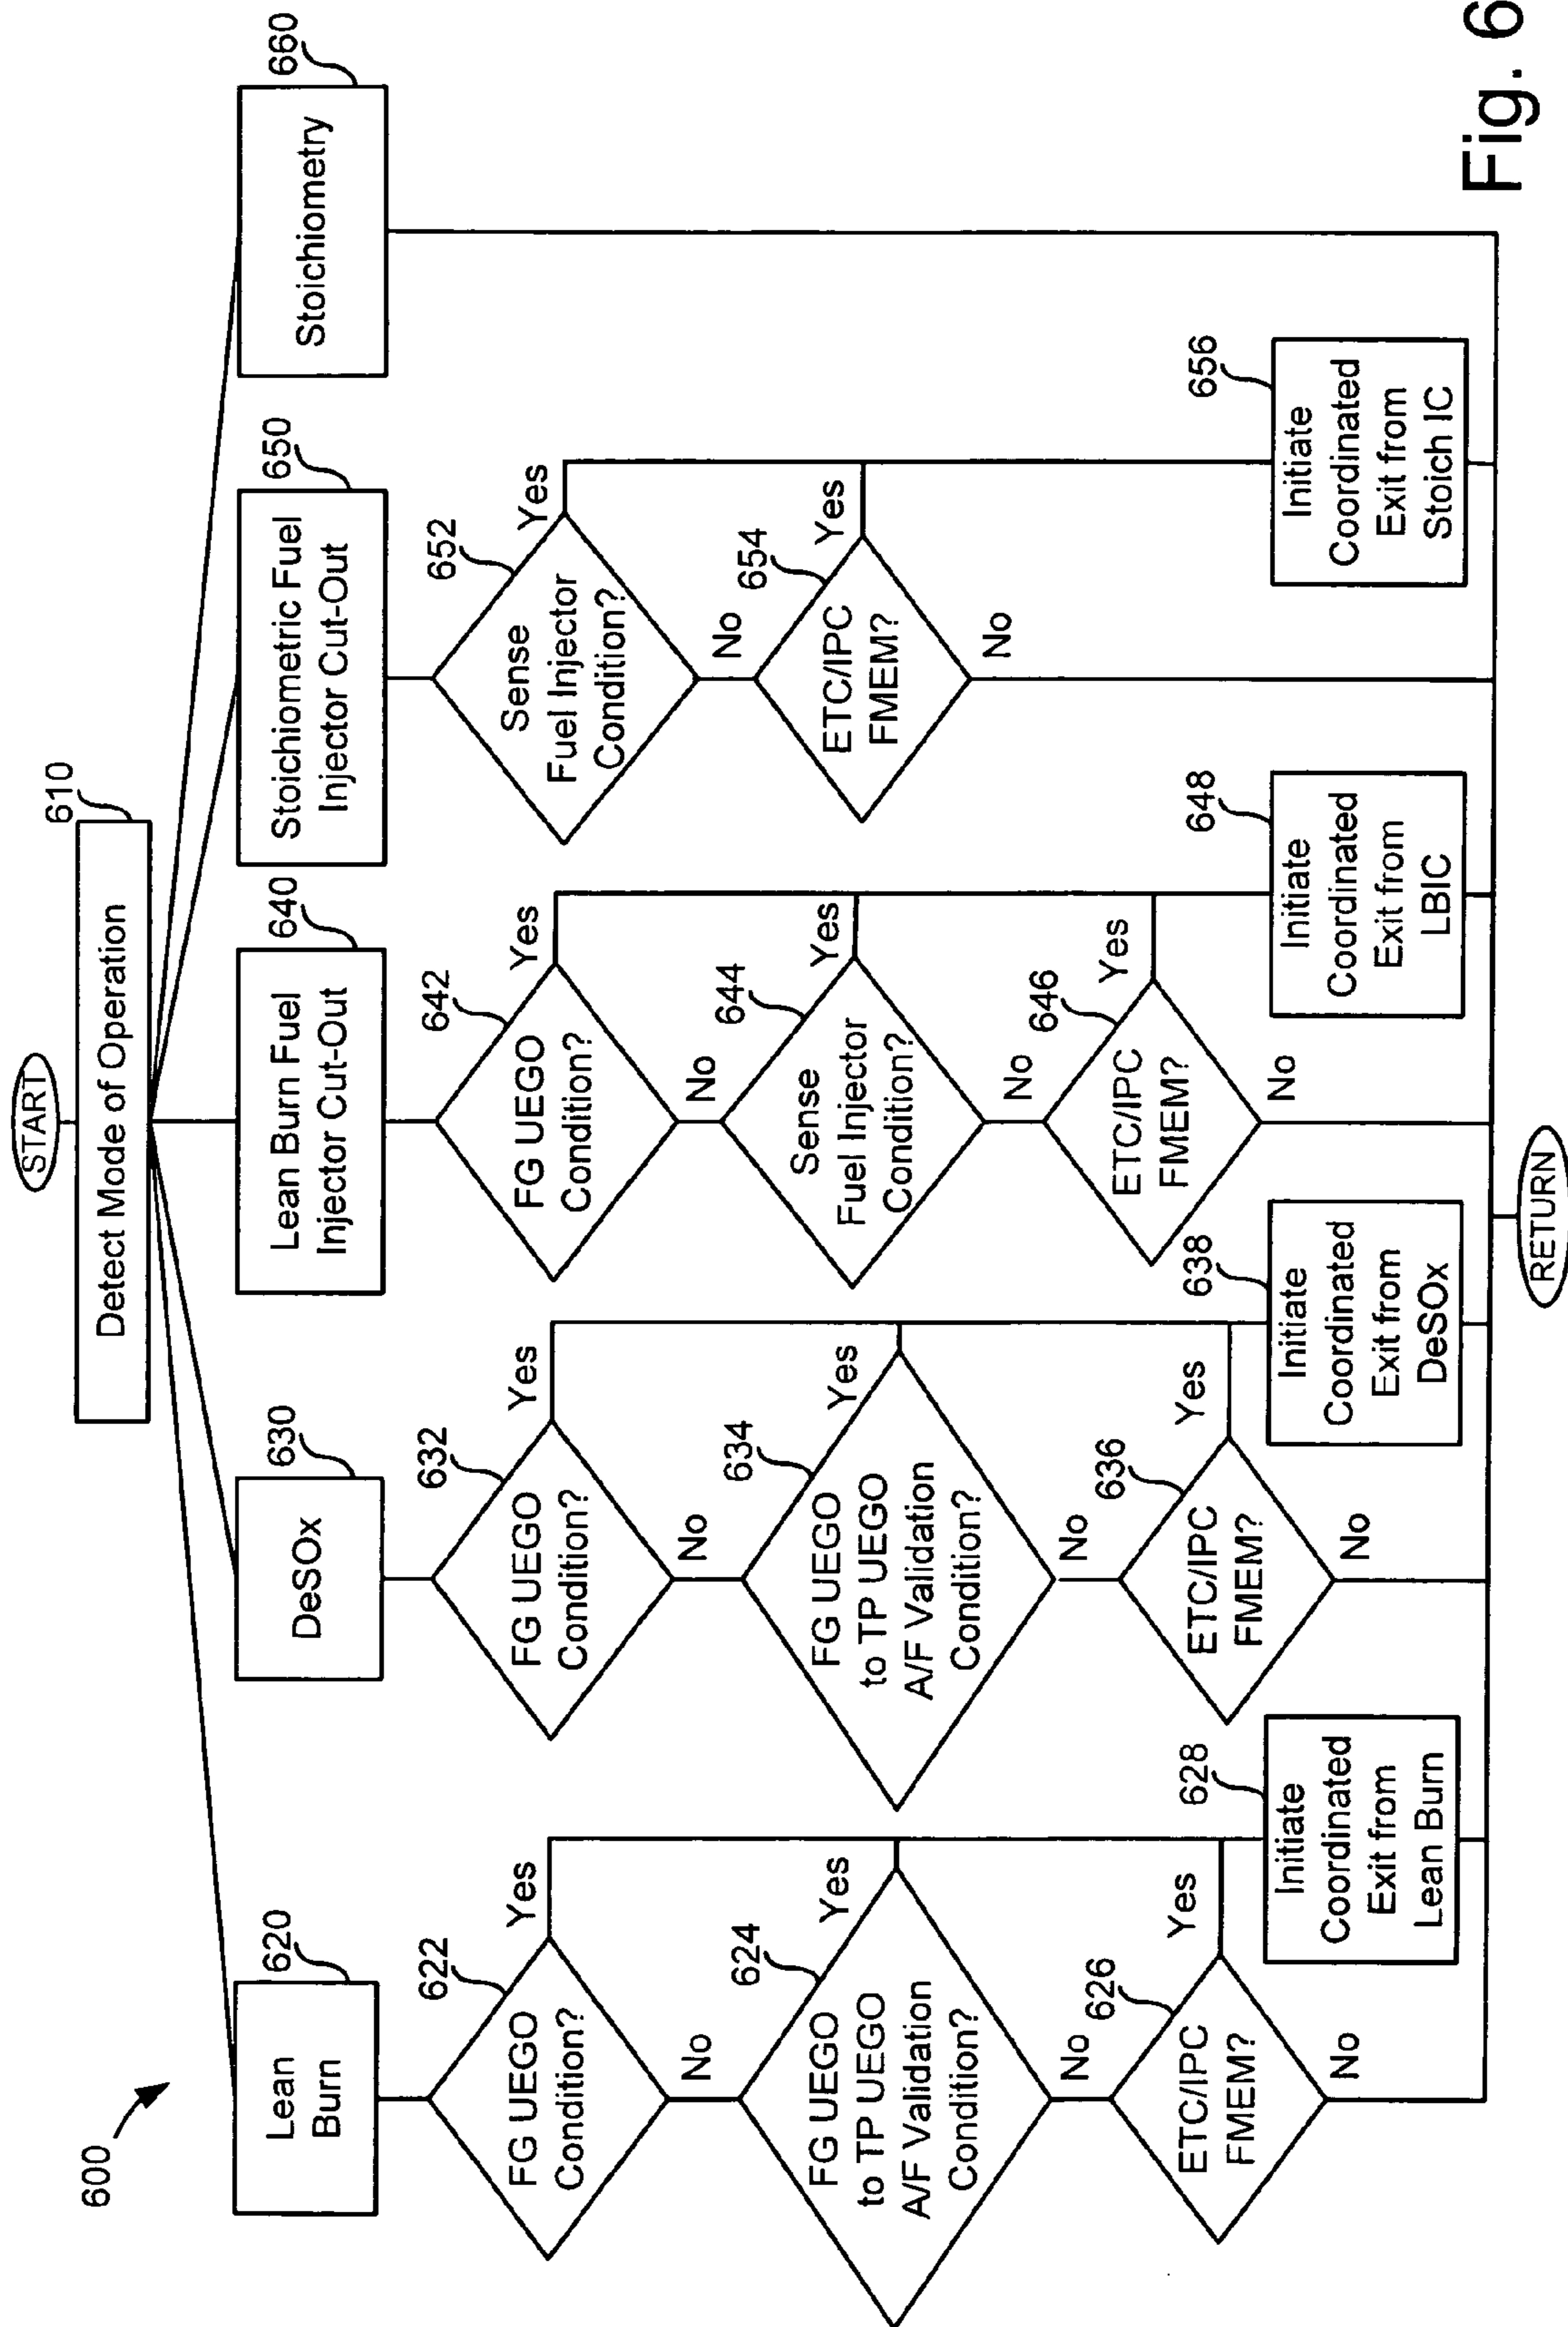 600
START
610
Detect Mode of Operation
620
Lean
Burn
622
FG UEGO
Condition?
Yes
No
624
FG UEGO
to TP UEGO
A/F Validation
Condition?
Yes
No
626
ETC/IPC
FMEM?
Yes
No
628
Initiate
Coordinated
Exit from
Lean Burn
630
DeSOx
632
FG UEGO
Condition?
Yes
No
634
FG UEGO
to TP UEGO
A/F Validation
Condition?
Yes
No
636
ETC/IPC
FMEM?
Yes
No
638
Initiate
Coordinated
Exit from
DeSOx
640
Lean Burn Fuel
Injector Cut-Out
642
FG UEGO
Condition?
Yes
No
644
Sense
Fuel Injector
Condition?
Yes
No
646
ETC/IPC
FMEM?
Yes
No
648
Initiate
Coordinated
Exit from
LBIC
650
Stoichiometric Fuel
Injector Cut-Out
652
Sense
Fuel Injector
Condition?
Yes
No
654
ETC/IPC
FMEM?
Yes
No
656
Initiate
Coordinated
Exit from
Stoich IC
660
Stoichiometry
RETURN
Fig. 6